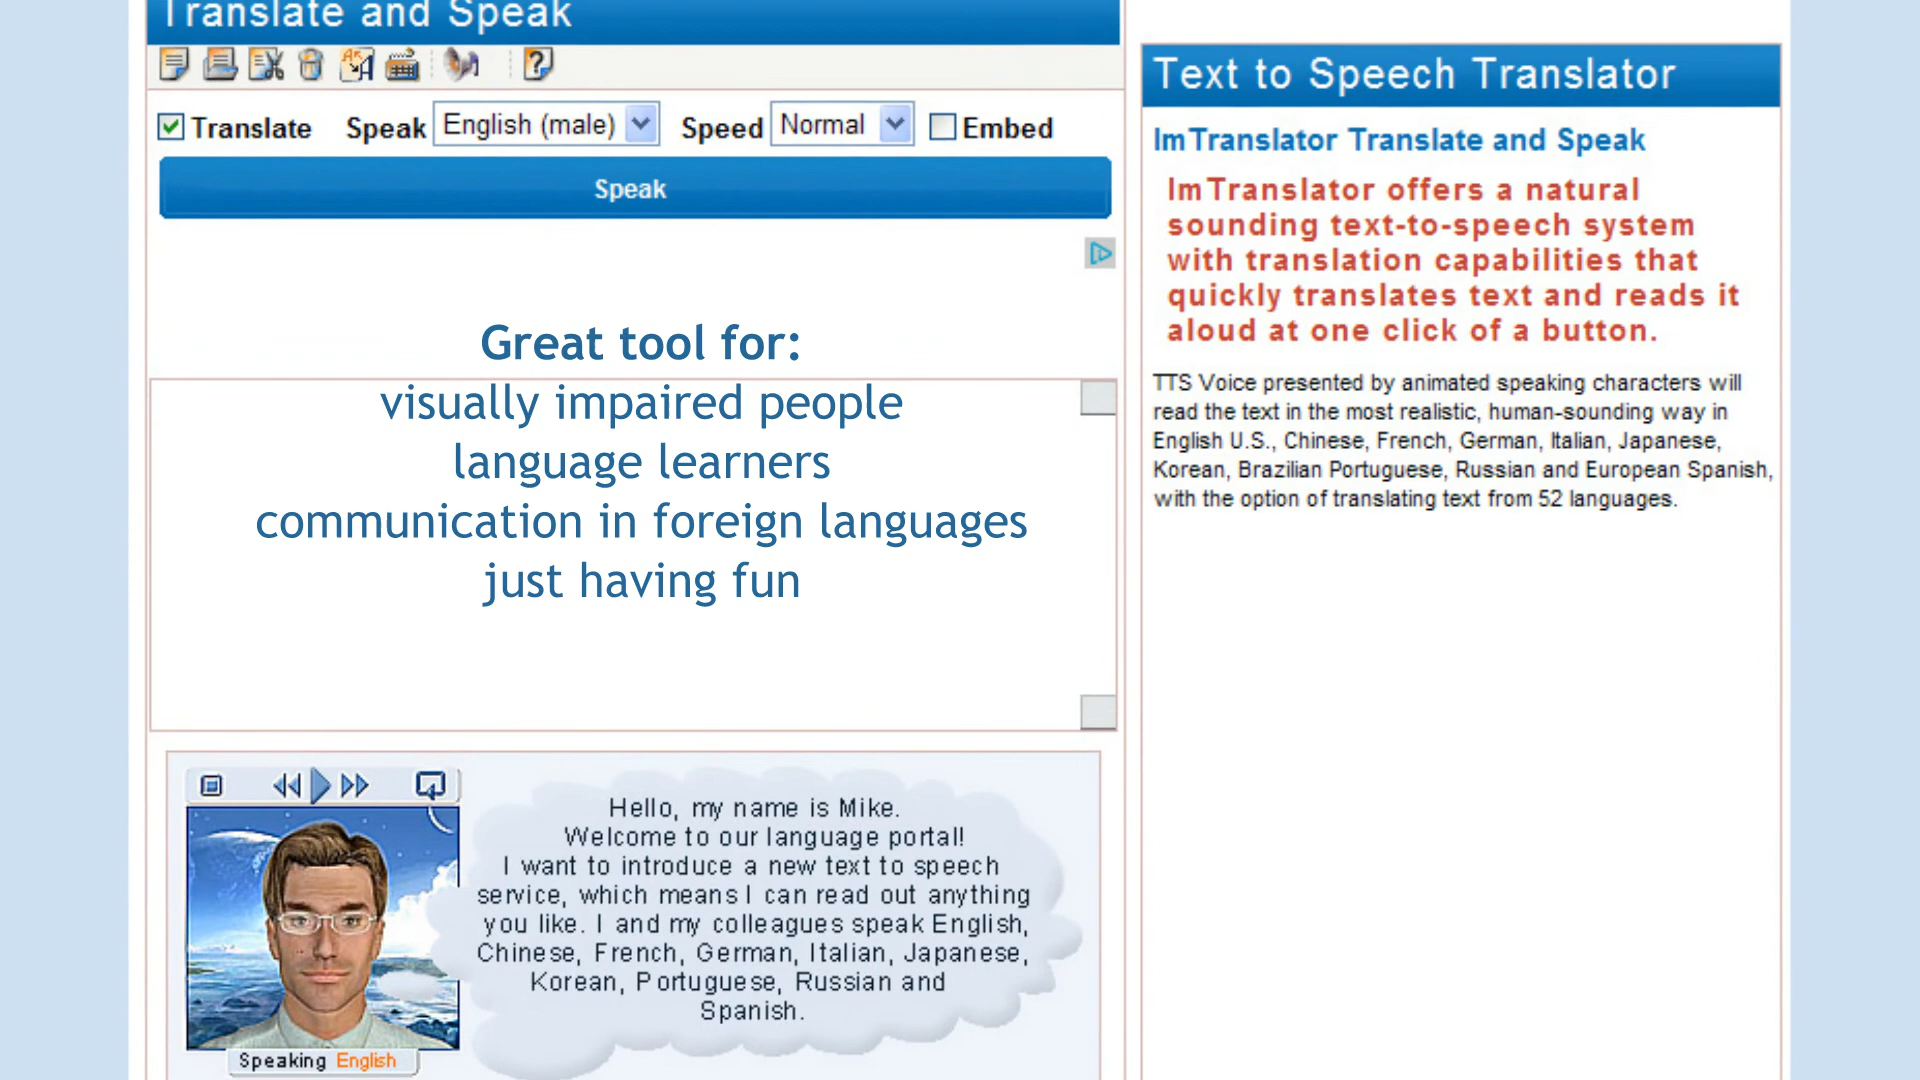 Translate and Speak
Translate Speak English (male) Speed Normal Embed
Speak
Great tool for:
visually impaired people
language learners
communication in foreign languages
just having fun
Hello, my name is Mike.
Welcome to our language portal!
I want to introduce a new text to speech
service, which means I can read out anything
you like. I and my colleagues speak English,
Chinese, French, German, Italian, Japanese,
Korean, Portuguese, Russian and
Spanish.
Speaking English
Text to Speech Translator
ImTranslator Translate and Speak
ImTranslator offers a natural
sounding text-to-speech system
with translation capabilities that
quickly translates text and reads it
aloud at one click of a button.
TTS Voice presented by animated speaking characters will
read the text in the most realistic, human-sounding way in
English U.S., Chinese, French, German, Italian, Japanese,
Korean, Brazilian Portuguese, Russian and European Spanish,
with the option of translating text from 52 languages.